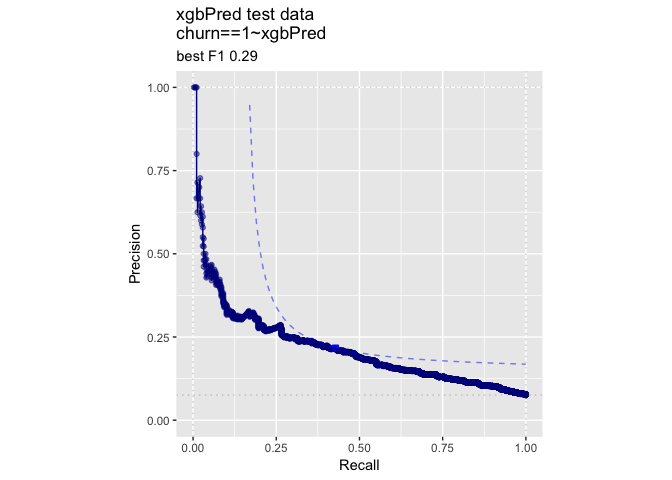 xgbPred test data
churn==1~xgbPred
best F1 0.29
1.00
0.75
0.50
0.25
0.00
Precision
0.00 0.25 0.50 0.75 1.00
Recall